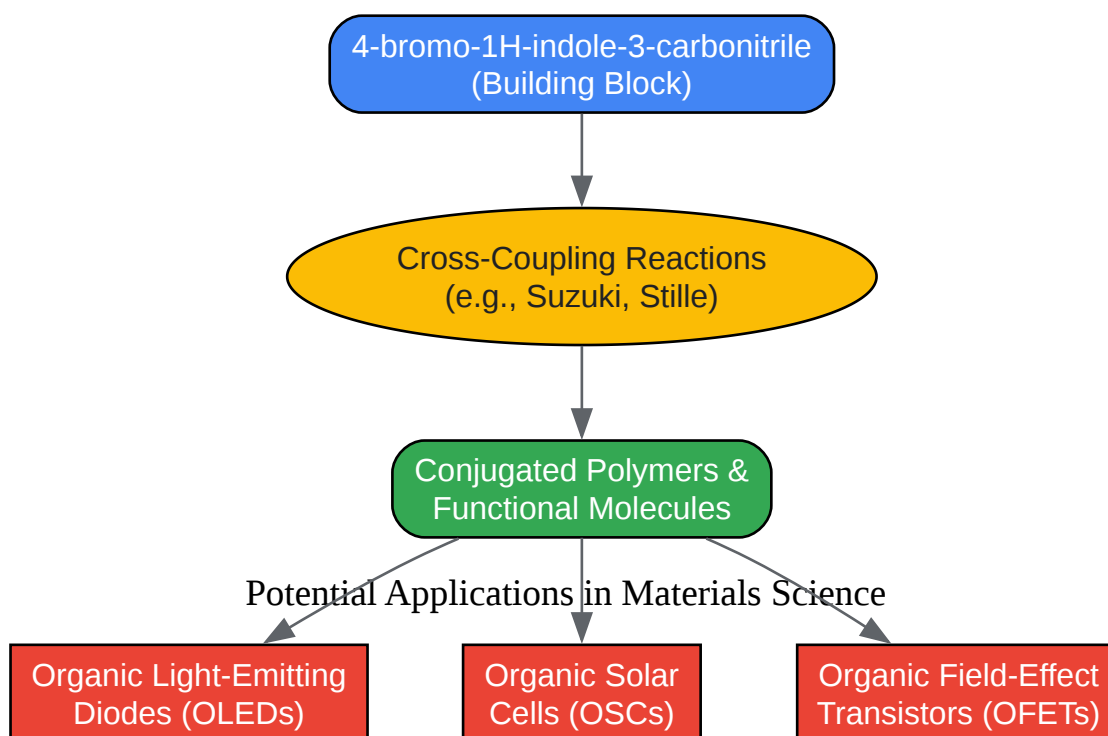 4-bromo-1H-indole-3-carbonitrile
(Building Block)
Cross-Coupling Reactions
(e.g., Suzuki, Stille)
Conjugated Polymers &
Functional Molecules
Potential Applications in Materials Science
Organic Light-Emitting
Diodes (OLEDs)
Organic Solar
Cells (OSCs)
Organic Field-Effect
Transistors (OFETs)